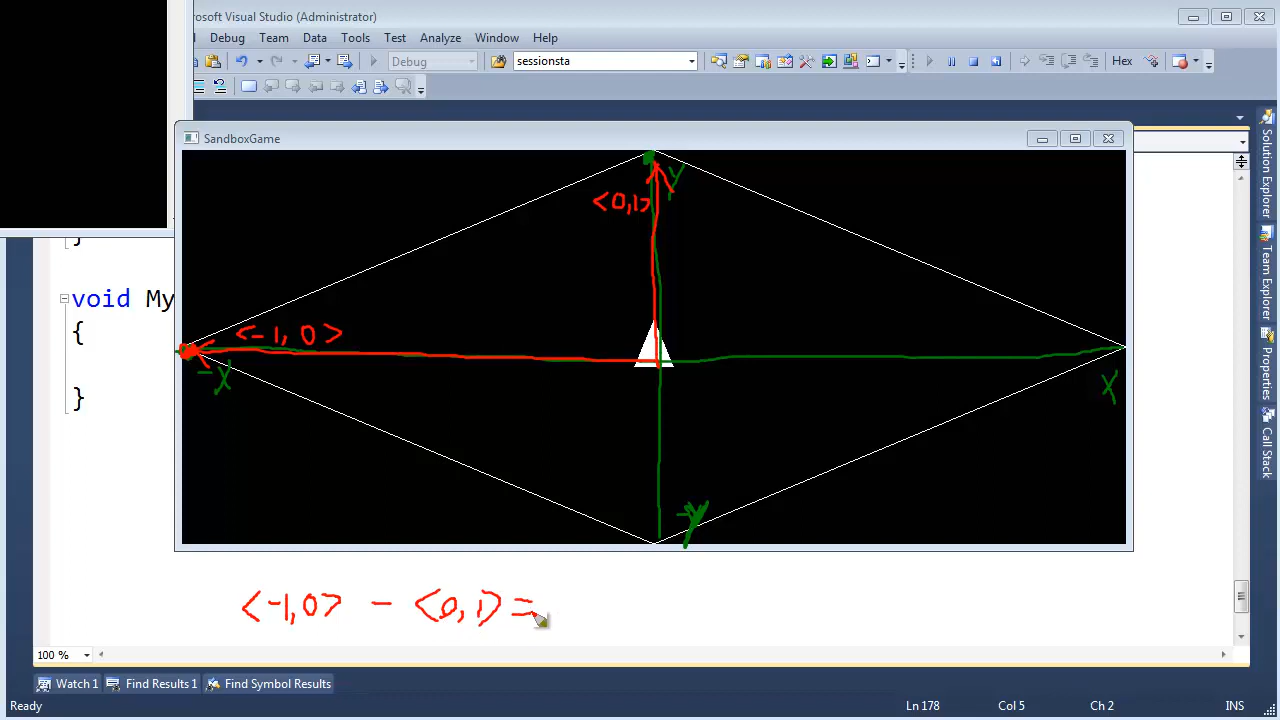 rosoft Visual Studio (Administrator)
Debug Team Data Tools Test Analyze Window Help
Debug sessionsta Hex
SandboxGame
Y
<0,1>
<-1, 0>
-X
X
-Y
}
void My
{
}
<-1,0> - <0,1> =
Solution Explorer
Team Explorer
Properties
Call Stack
100 %
Watch 1 Find Results 1 Find Symbol Results
Ready Ln 178 Col 5 Ch 2 INS